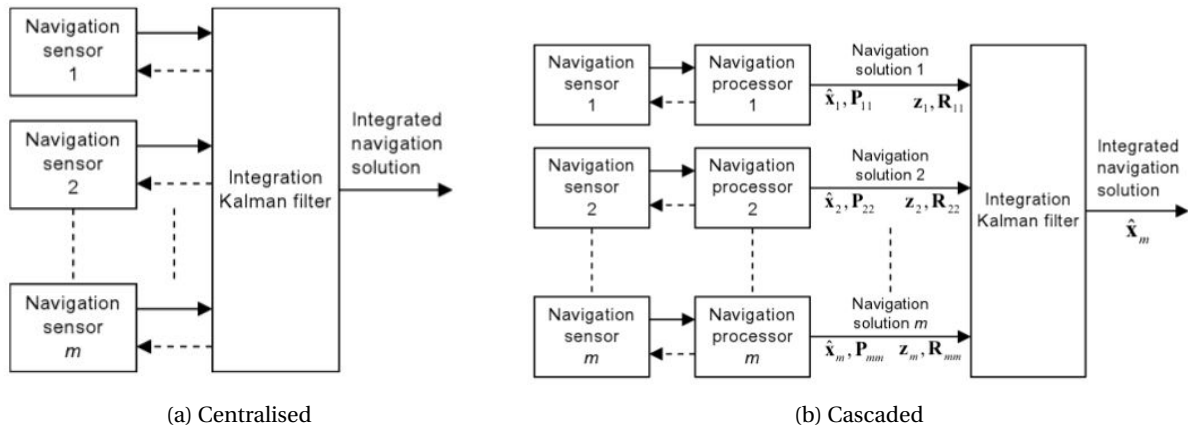 Navigation
sensor
1
Navigation
sensor
2
Navigation
sensor
m
Integration
Kalman filter
Integrated
navigation
solution
(a) Centralised
Navigation
sensor
1
Navigation
processor
1
Navigation
solution 1
x̂₁, P₁₁ z₁, R₁₁
Navigation
sensor
2
Navigation
processor
2
Navigation
solution 2
x̂₂, P₂₂ z₂, R₂₂
Navigation
sensor
m
Navigation
processor
m
Navigation
solution m
x̂ₘ, Pₘₘ zₘ, Rₘₘ
Integration
Kalman filter
Integrated
navigation
solution
x̂ₘ
(b) Cascaded